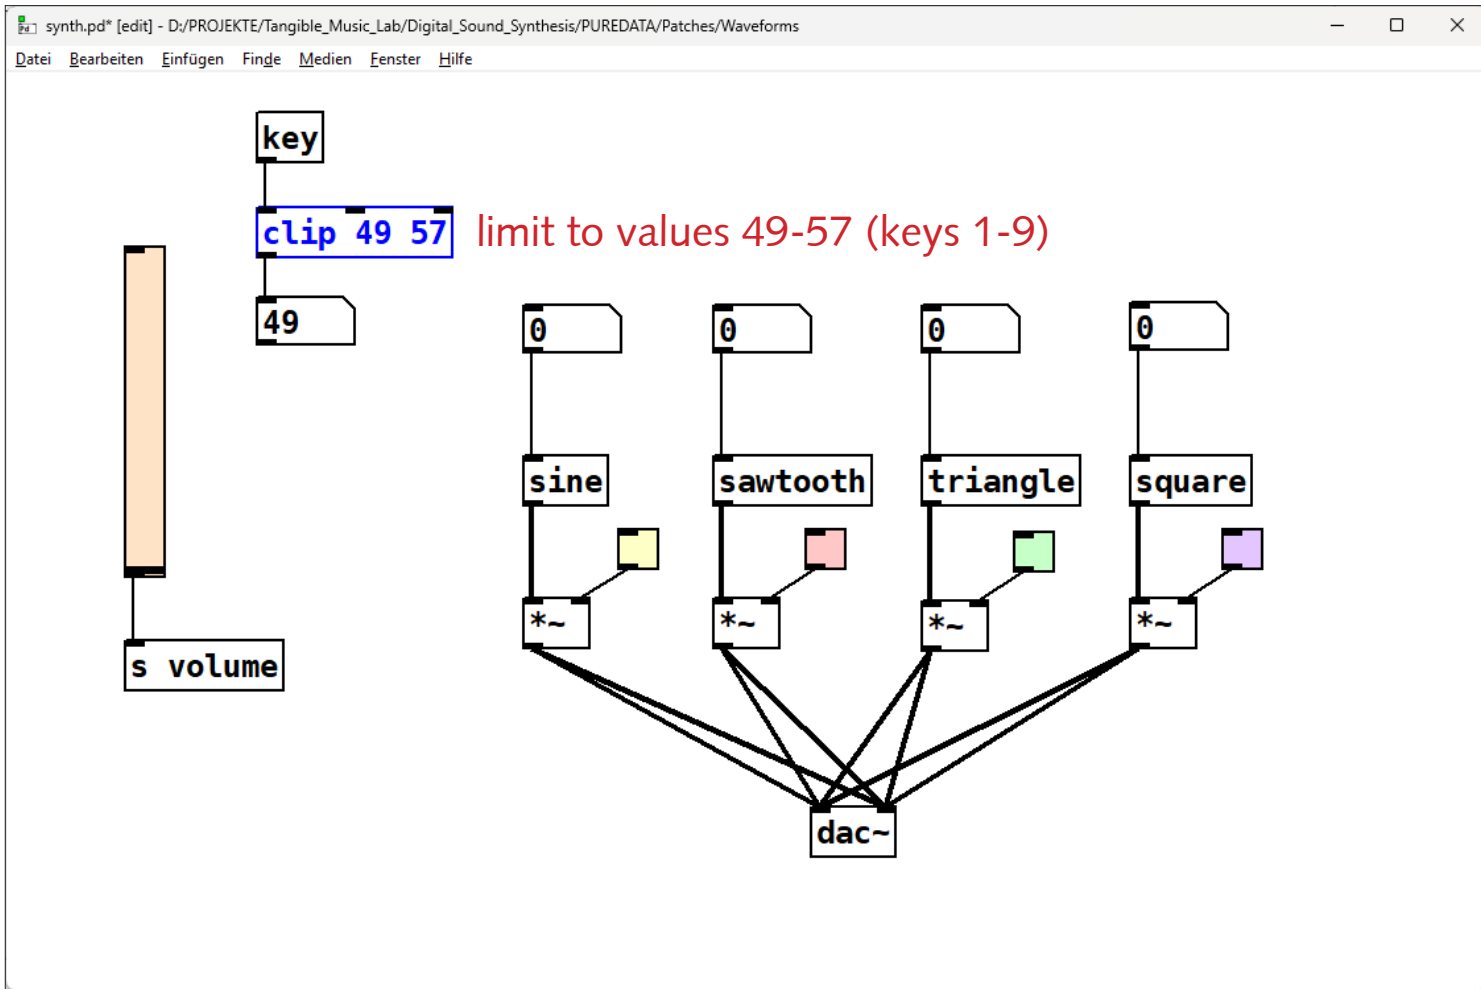 synth.pd* [edit] - D:/PROJEKTE/Tangible_Music_Lab/Digital_Sound_Synthesis/PUREDATA/Patches/Waveforms
Datei Bearbeiten Einfügen Finde Medien Fenster Hilfe
key
clip 49 57 limit to values 49-57 (keys 1-9)
49
0 0 0 0
sine sawtooth triangle square
*~ *~ *~ *~
s volume
dac~